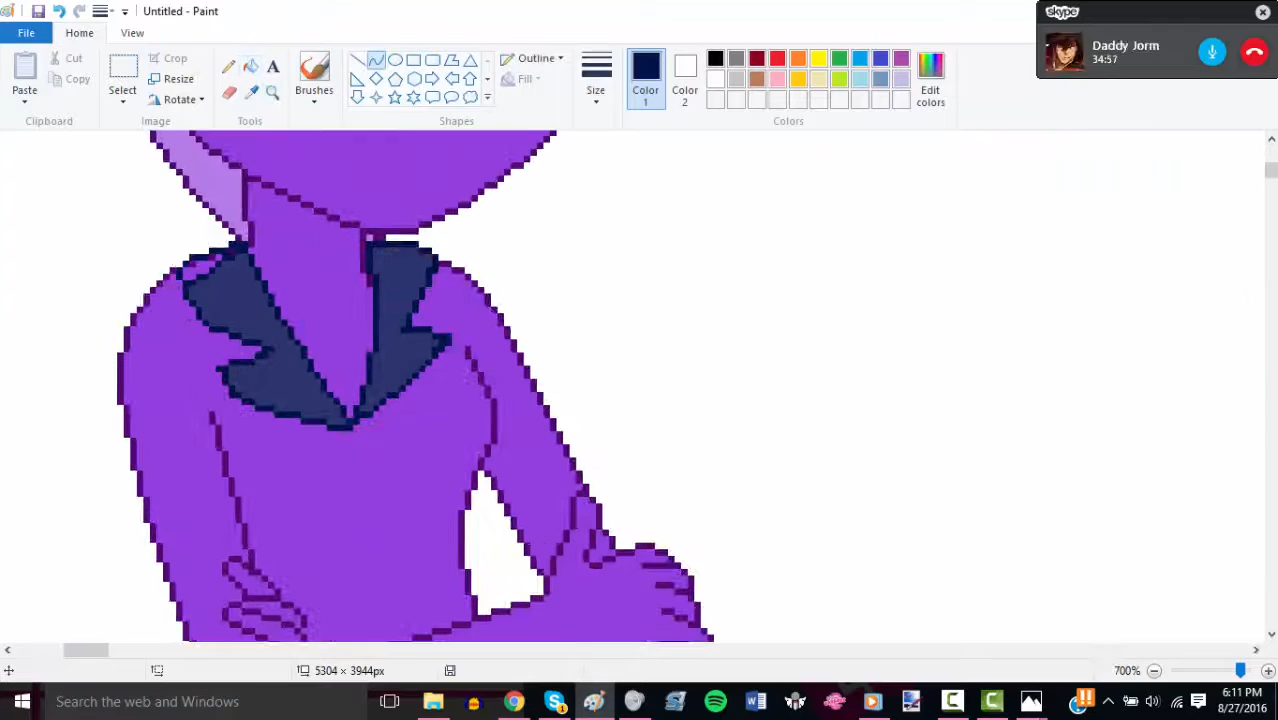 Untitled - Paint
skype
File
Home
View
Daddy Jorm
34:57
Paste
Cut
Copy
Select
Crop
Resize
Rotate
A
Brushes
Outline
Fill
Size
Color 1
Color 2
Edit colors
Clipboard
Image
Tools
Shapes
Colors
5304 × 3944px
700%
Search the web and Windows
6:11 PM
8/27/2016